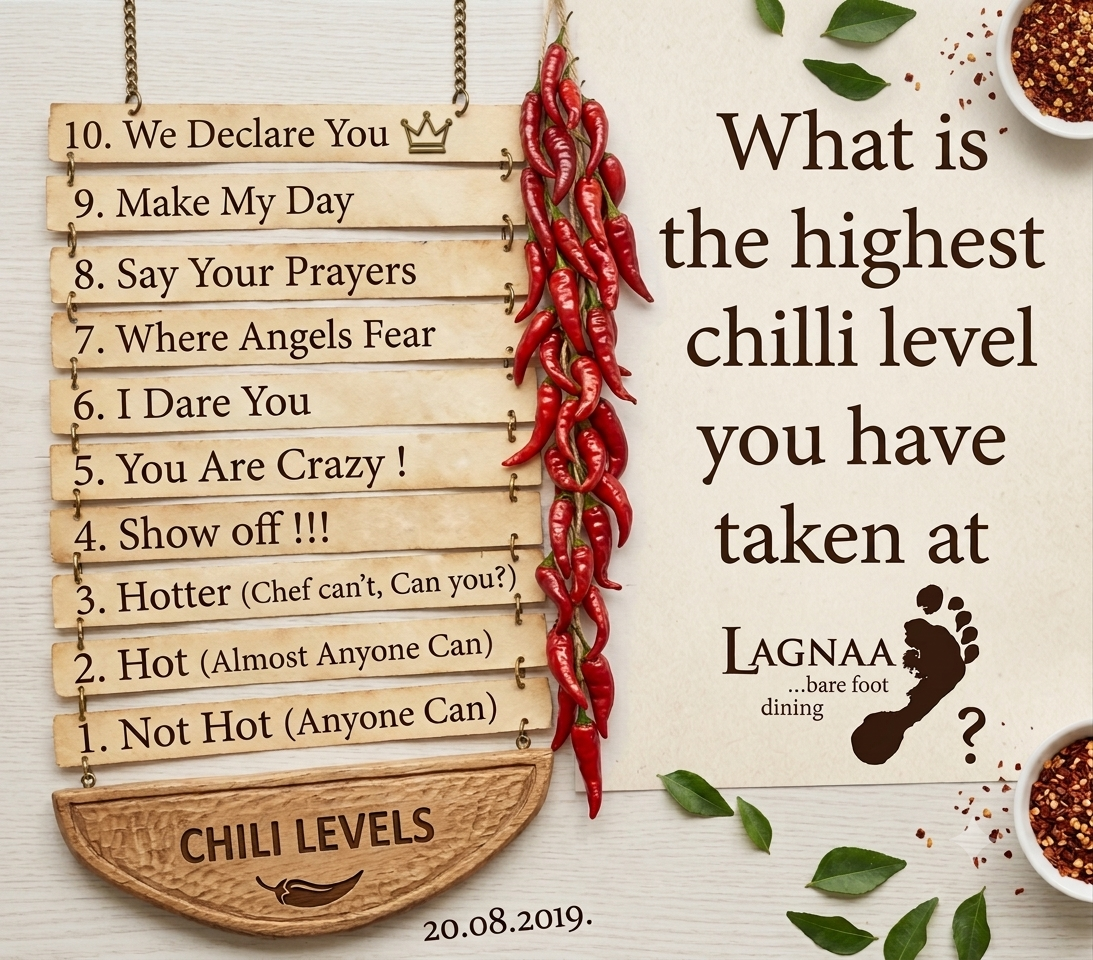 10. We Declare You
9. Make My Day
8. Say Your Prayers
7. Where Angels Fear
6. I Dare You
5. You Are Crazy !
4. Show off !!!
3. Hotter (Chef can't, Can you?)
2. Hot (Almost Anyone Can)
1. Not Hot (Anyone Can)
CHILI LEVELS
20.08.2019.
What is
the highest
chilli level
you have
taken at
LAGNAA
...bare foot
dining
?